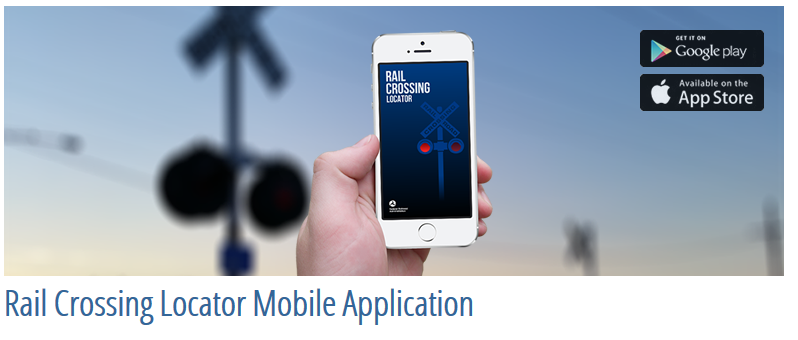 GET IT ON
Google play
Available on the
App Store
RAIL
CROSSING
LOCATOR
Rail Crossing Locator Mobile Application